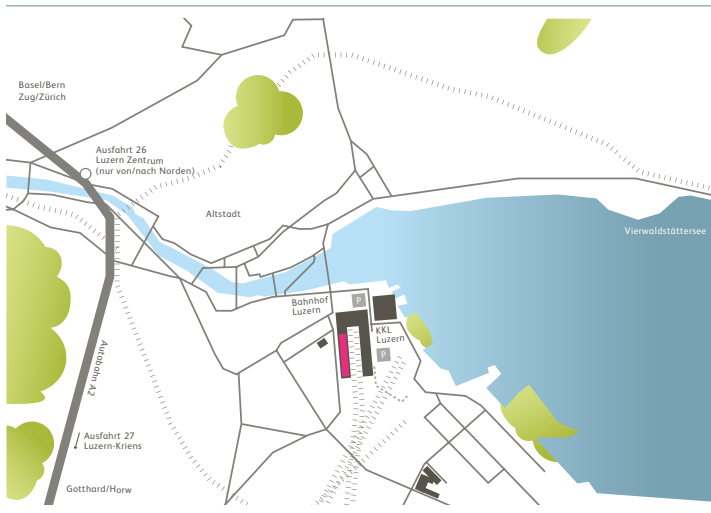 Basel/Bern
Zug/Zürich
Ausfahrt 26
Luzern Zentrum
(nur von/nach Norden)
Altstadt
Vierwaldstättersee
Bahnhof
Luzern
P
KKL
Luzern
P
Autobahn A2
Ausfahrt 27
Luzern-Kriens
Gotthard/Horw